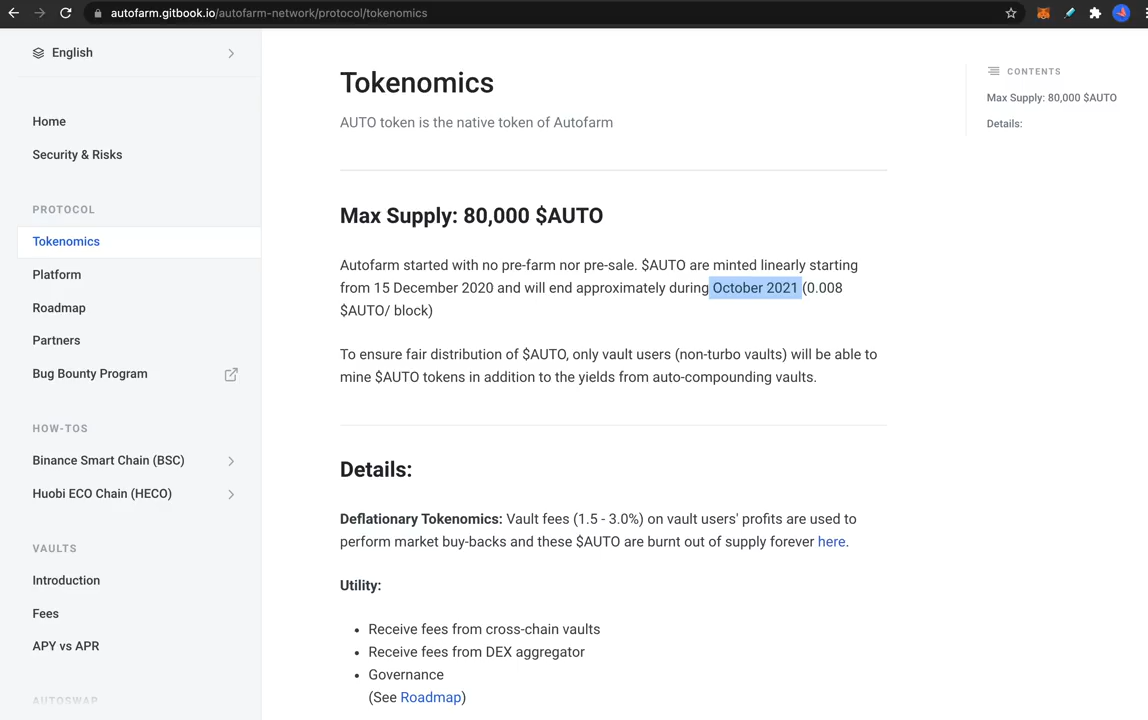 autofarm.gitbook.io/autofarm-network/protocol/tokenomics
English
Home
Security & Risks
PROTOCOL
Tokenomics
Platform
Roadmap
Partners
Bug Bounty Program
HOW-TOS
Binance Smart Chain (BSC)
Huobi ECO Chain (HECO)
VAULTS
Introduction
Fees
APY vs APR
AUTOSWAP
Tokenomics
AUTO token is the native token of Autofarm
Max Supply: 80,000 $AUTO
Autofarm started with no pre-farm nor pre-sale. $AUTO are minted linearly starting
from 15 December 2020 and will end approximately during October 2021 (0.008
$AUTO/ block)
To ensure fair distribution of $AUTO, only vault users (non-turbo vaults) will be able to
mine $AUTO tokens in addition to the yields from auto-compounding vaults.
Details:
Deflationary Tokenomics: Vault fees (1.5 - 3.0%) on vault users' profits are used to
perform market buy-backs and these $AUTO are burnt out of supply forever here.
Utility:
• Receive fees from cross-chain vaults
• Receive fees from DEX aggregator
• Governance
(See Roadmap)
CONTENTS
Max Supply: 80,000 $AUTO
Details: